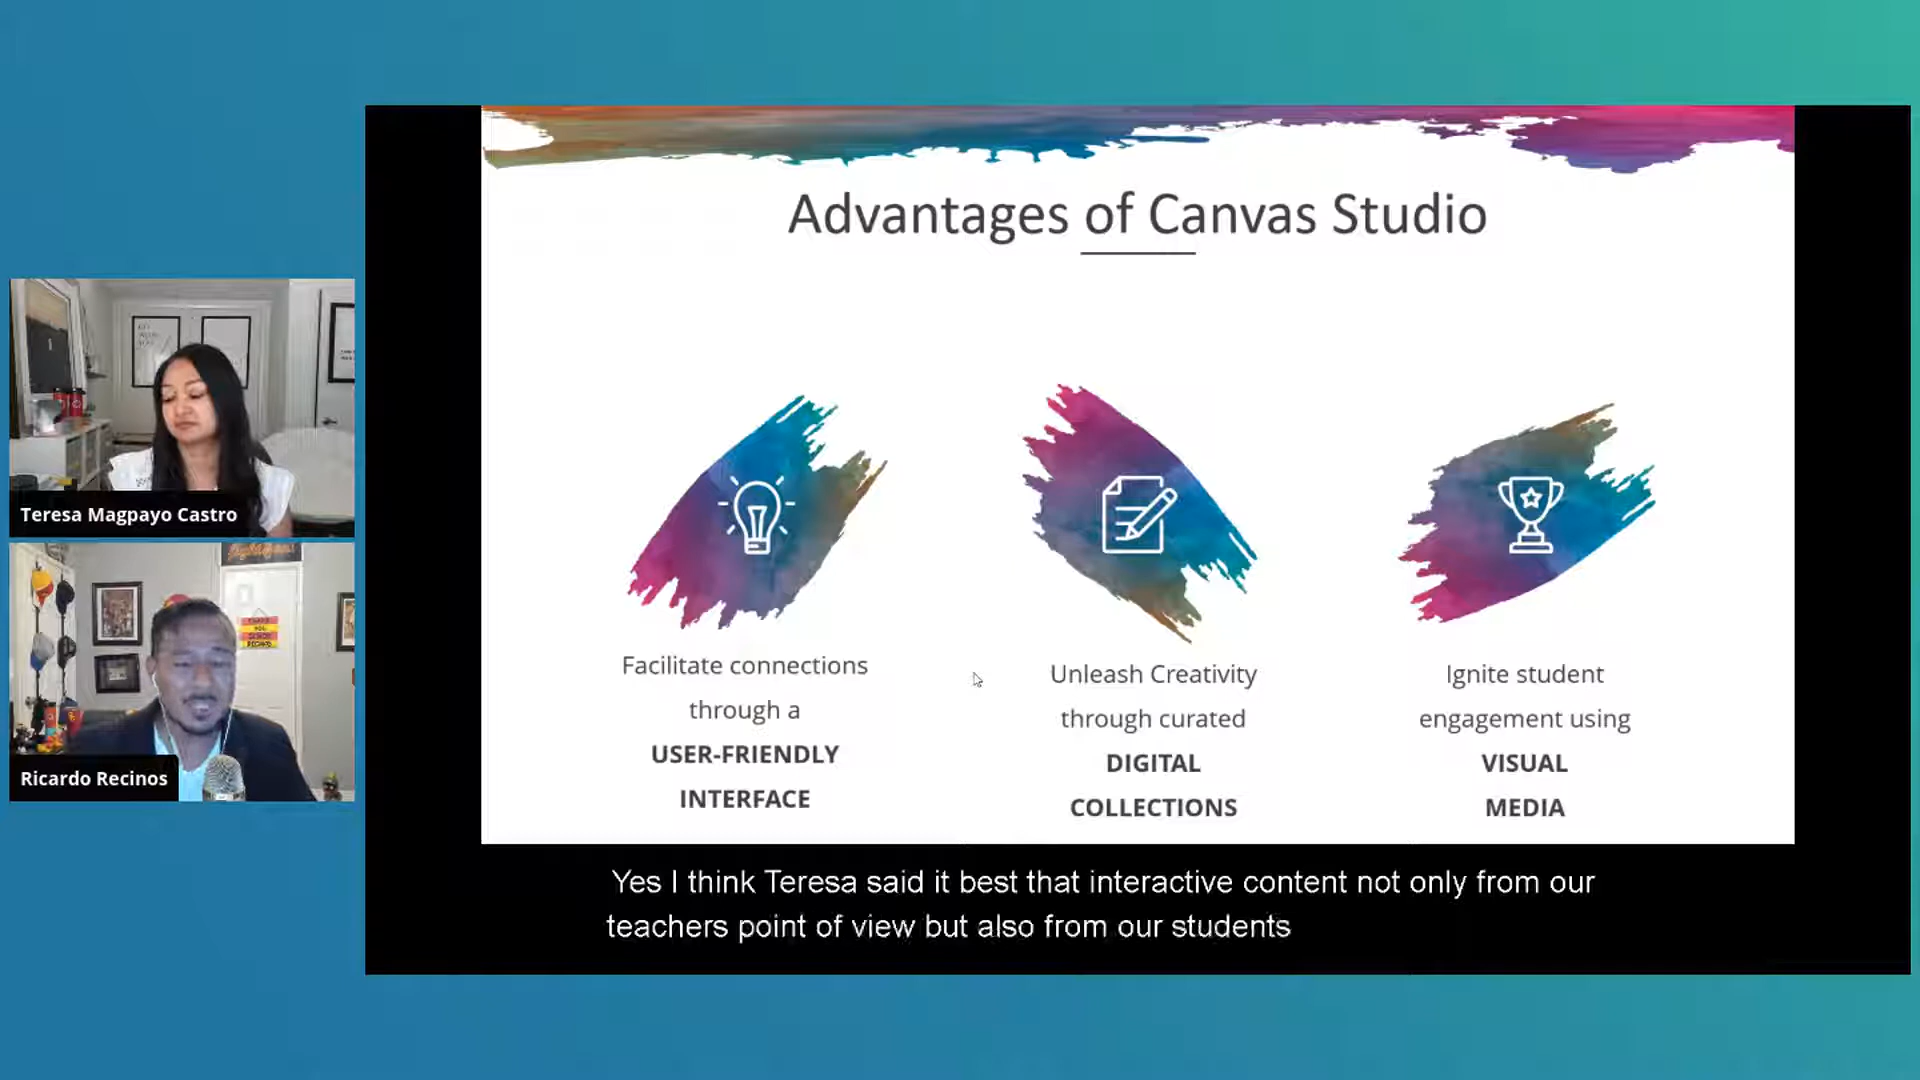 Advantages of Canvas Studio
Teresa Magpayo Castro
Ricardo Recinos
Facilitate connections
through a
USER-FRIENDLY
INTERFACE
Unleash Creativity
through curated
DIGITAL
COLLECTIONS
Ignite student
engagement using
VISUAL
MEDIA
Yes I think Teresa said it best that interactive content not only from our
teachers point of view but also from our students